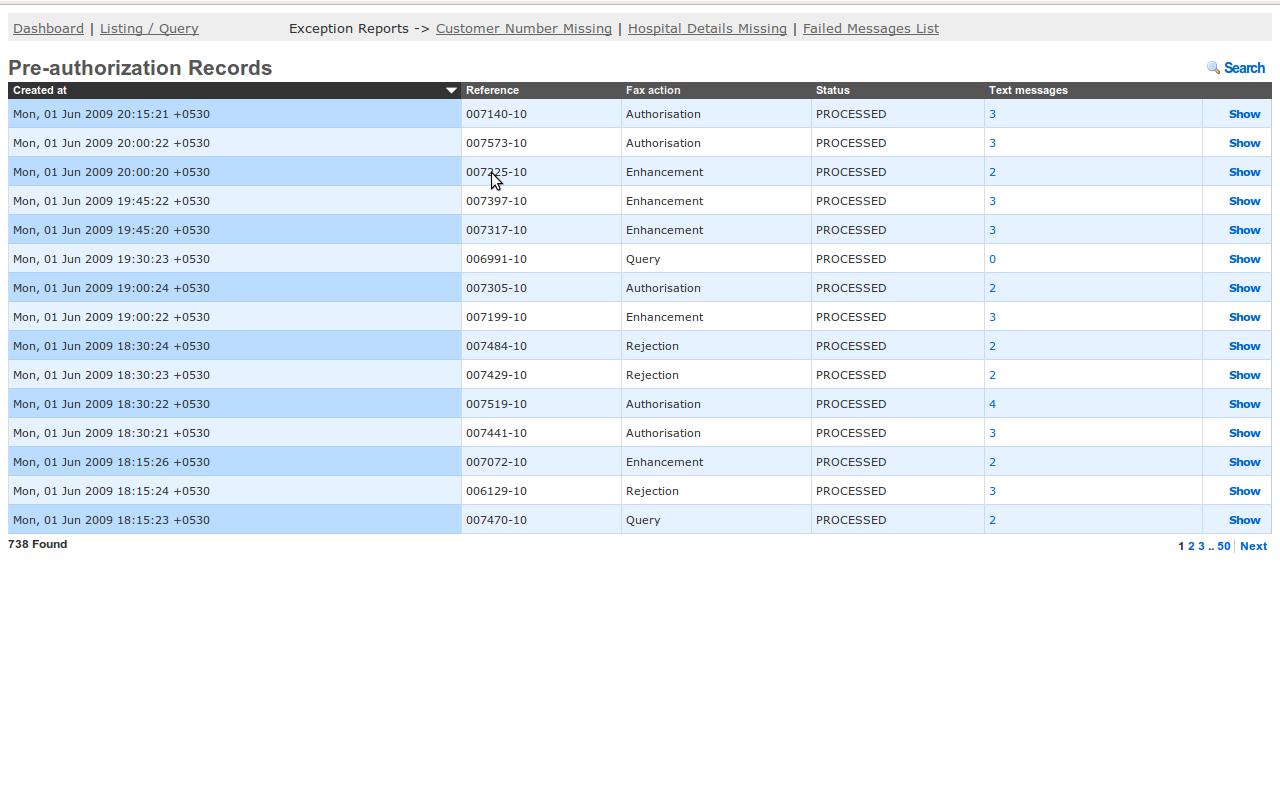 Dashboard | Listing / Query Exception Reports -> Customer Number Missing | Hospital Details Missing | Failed Messages List
Pre-authorization Records Search
Created at Reference Fax action Status Text messages
Mon, 01 Jun 2009 20:15:21 +0530 007140-10 Authorisation PROCESSED 3 Show
Mon, 01 Jun 2009 20:00:22 +0530 007573-10 Authorisation PROCESSED 3 Show
Mon, 01 Jun 2009 20:00:20 +0530 Enhancement PROCESSED 2 Show
Mon, 01 Jun 2009 19:45:22 +0530 007397-10 Enhancement PROCESSED 3 Show
Mon, 01 Jun 2009 19:45:20 +0530 007317-10 Enhancement PROCESSED 3 Show
Mon, 01 Jun 2009 19:30:23 +0530 006991-10 Query PROCESSED 0 Show
Mon, 01 Jun 2009 19:00:24 +0530 007305-10 Authorisation PROCESSED 2 Show
Mon, 01 Jun 2009 19:00:22 +0530 007199-10 Enhancement PROCESSED 3 Show
Mon, 01 Jun 2009 18:30:24 +0530 007484-10 Rejection PROCESSED 2 Show
Mon, 01 Jun 2009 18:30:23 +0530 007429-10 Rejection PROCESSED 2 Show
Mon, 01 Jun 2009 18:30:22 +0530 007519-10 Authorisation PROCESSED 4 Show
Mon, 01 Jun 2009 18:30:21 +0530 007441-10 Authorisation PROCESSED 3 Show
Mon, 01 Jun 2009 18:15:26 +0530 007072-10 Enhancement PROCESSED 2 Show
Mon, 01 Jun 2009 18:15:24 +0530 006129-10 Rejection PROCESSED 3 Show
Mon, 01 Jun 2009 18:15:23 +0530 007470-10 Query PROCESSED 2 Show
738 Found 1 2 3 .. 50 | Next